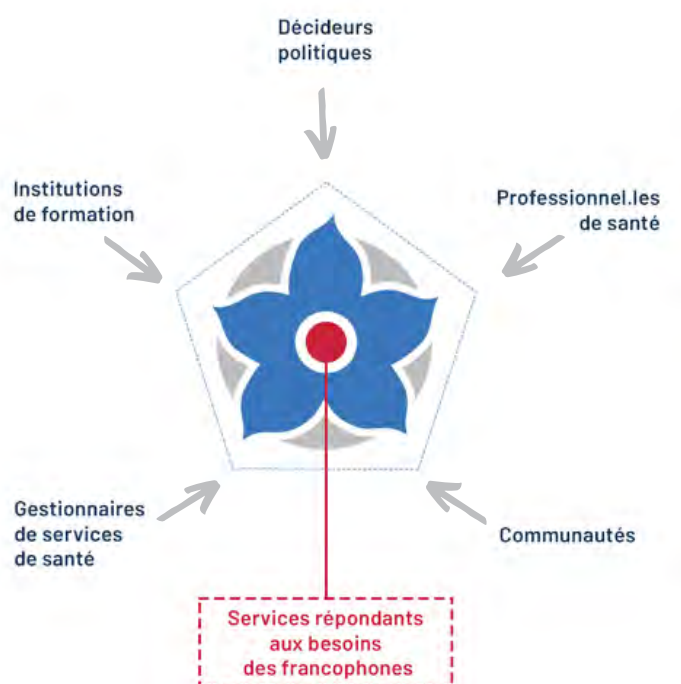 Décideurs
politiques
Institutions
de formation
Professionnel.les
de santé
Gestionnaires
de services
de santé
Communautés
Services répondants
aux besoins
des francophones